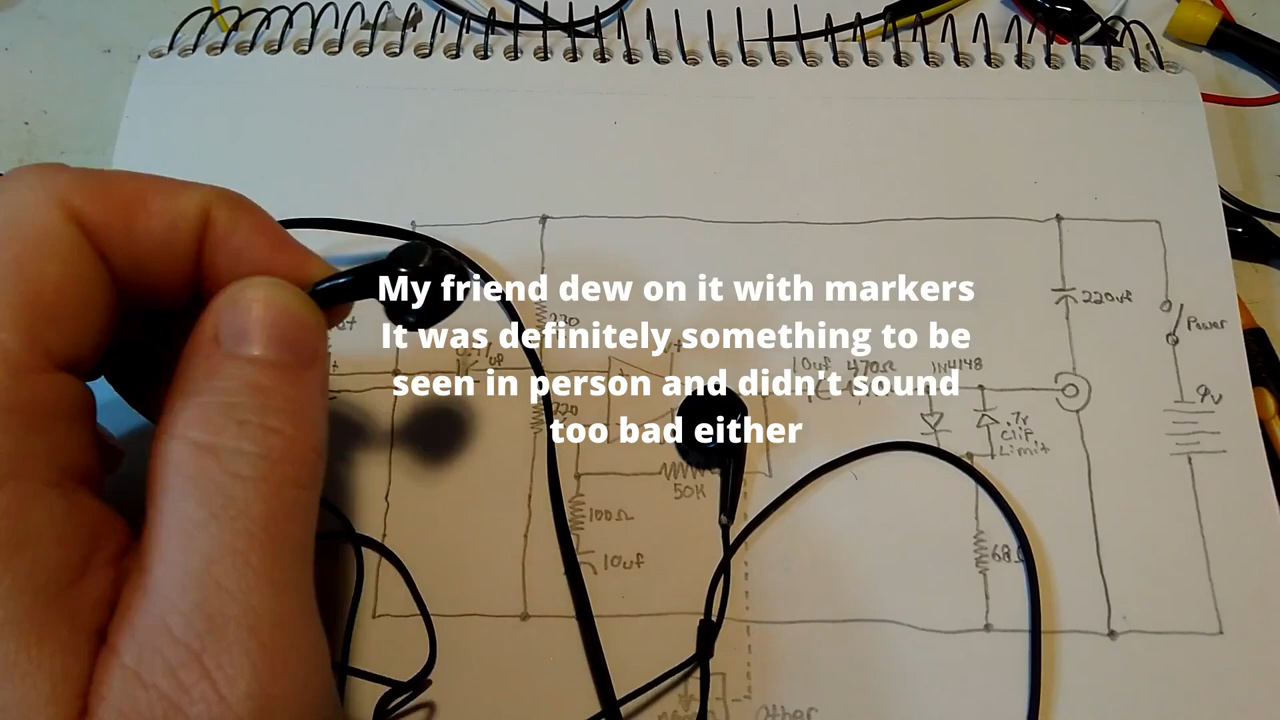 My friend dew on it with markers
It was definitely something to be
seen in person and didn't sound
too bad either
220uf
Power
9v
10uf 470Ω
1N4148
.7v
Clip
Limit
50K
100Ω
10uf
68Ω
Other